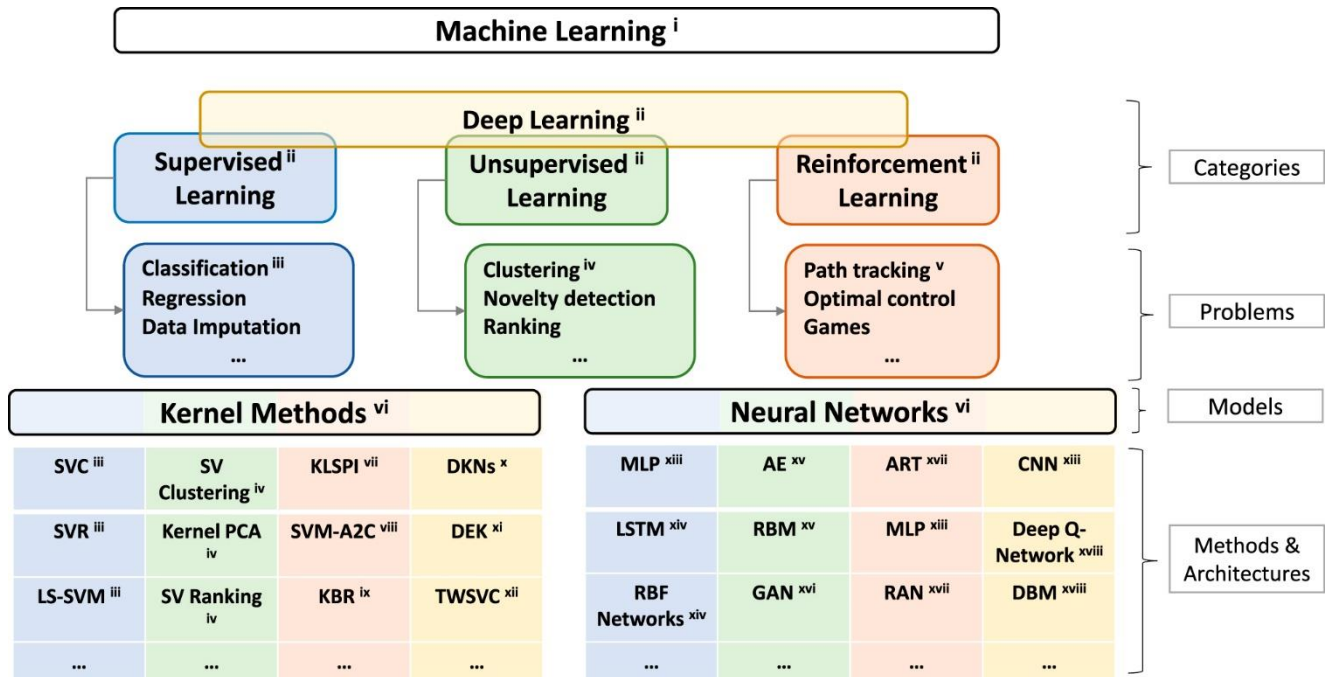 Machine Learning i
Deep Learning ii
Supervised ii
Learning
Unsupervised ii
Learning
Reinforcement ii
Learning
Categories
Classification iii
Regression
Data Imputation
...
Clustering iv
Novelty detection
Ranking
...
Path tracking v
Optimal control
Games
...
Problems
Kernel Methods vi
Neural Networks vi
Models
SVC iii
SV
Clustering iv
KLSPI vii
DKNs x
SVR iii
Kernel PCA
iv
SVM-A2C viii
DEK xi
LS-SVM iii
SV Ranking
iv
KBR ix
TWSVC xii
...
...
...
...
MLP xiii
AE xv
ART xvii
CNN xiii
LSTM xiv
RBM xv
MLP xiii
Deep Q-
Network xviii
RBF
Networks xiv
GAN xvi
RAN xvii
DBM xviii
...
...
...
...
Methods &
Architectures